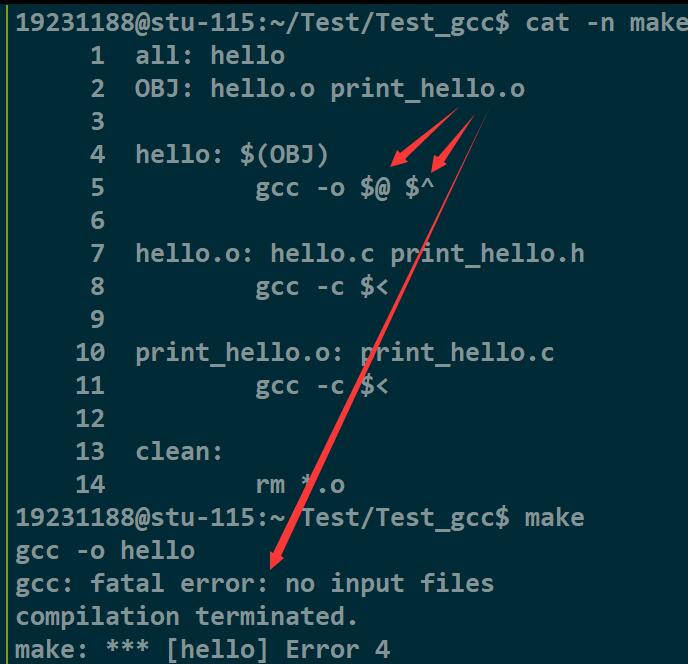 19231188@stu-115:~/Test/Test_gcc$ cat -n make
1 all: hello
2 OBJ: hello.o print_hello.o
3
4 hello: $(OBJ)
5 gcc -o $@ $^
6
7 hello.o: hello.c print_hello.h
8 gcc -c $<
9
10 print_hello.o: print_hello.c
11 gcc -c $<
12
13 clean:
14 rm *.o
19231188@stu-115:~ Test/Test_gcc$ make
gcc -o hello
gcc: fatal error: no input files
compilation terminated.
make: *** [hello] Error 4